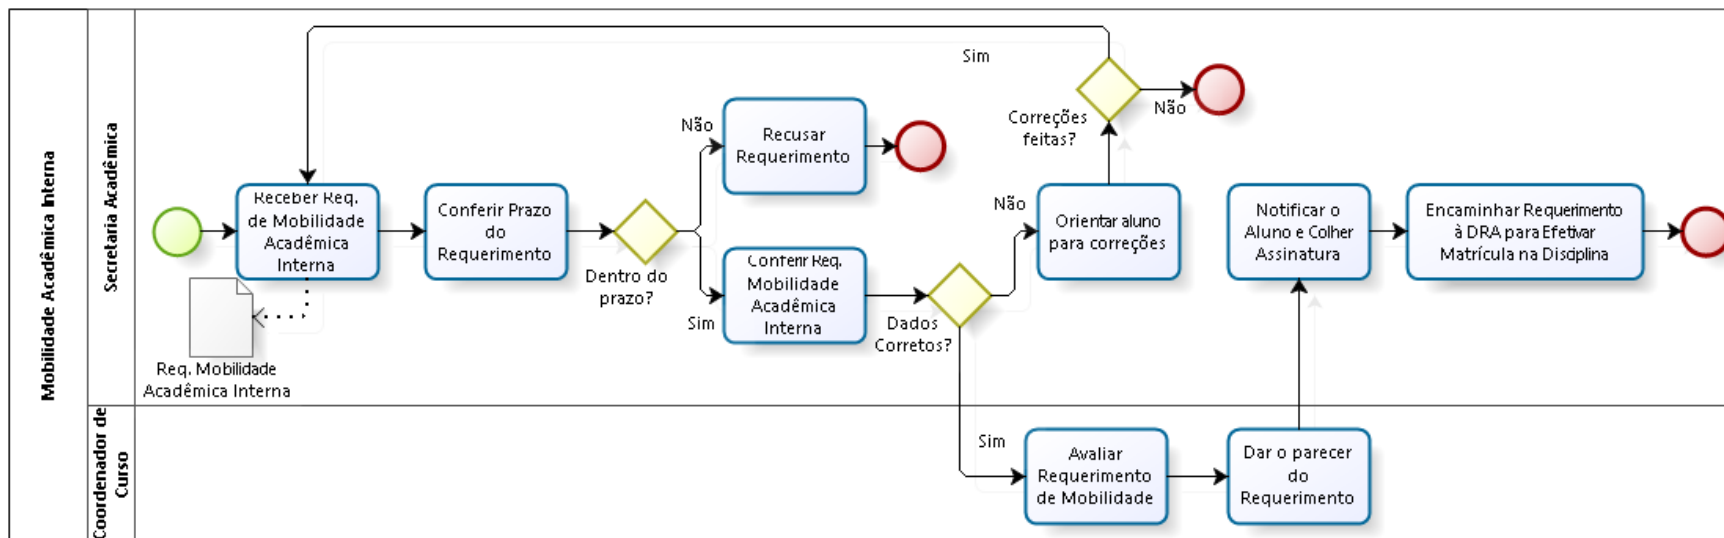 Mobilidade Acadêmica Interna
Secretaria Acadêmica
Coordenador de
Curso
Receber Req.
de Mobilidade
Acadêmica
Interna
Req. Mobilidade
Acadêmica Interna
Conferir Prazo
do
Requerimento
Dentro do
prazo?
Não
Recusar
Requerimento
Sim
Conferir Req.
Mobilidade
Acadêmica
Interna
Dados
Corretos?
Não
Orientar aluno
para correções
Correções
feitas?
Sim
Não
Sim
Avaliar
Requerimento
de Mobilidade
Dar o parecer
do
Requerimento
Notificar o
Aluno e Colher
Assinatura
Encaminhar Requerimento
à DRA para Efetivar
Matrícula na Disciplina